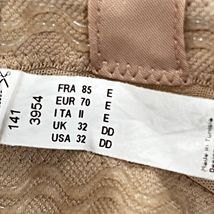 FRA 85 E
EUR 70 E
ITA II E
UK 32 DD
USA 32 DD
141
3954
Made in Tunisia